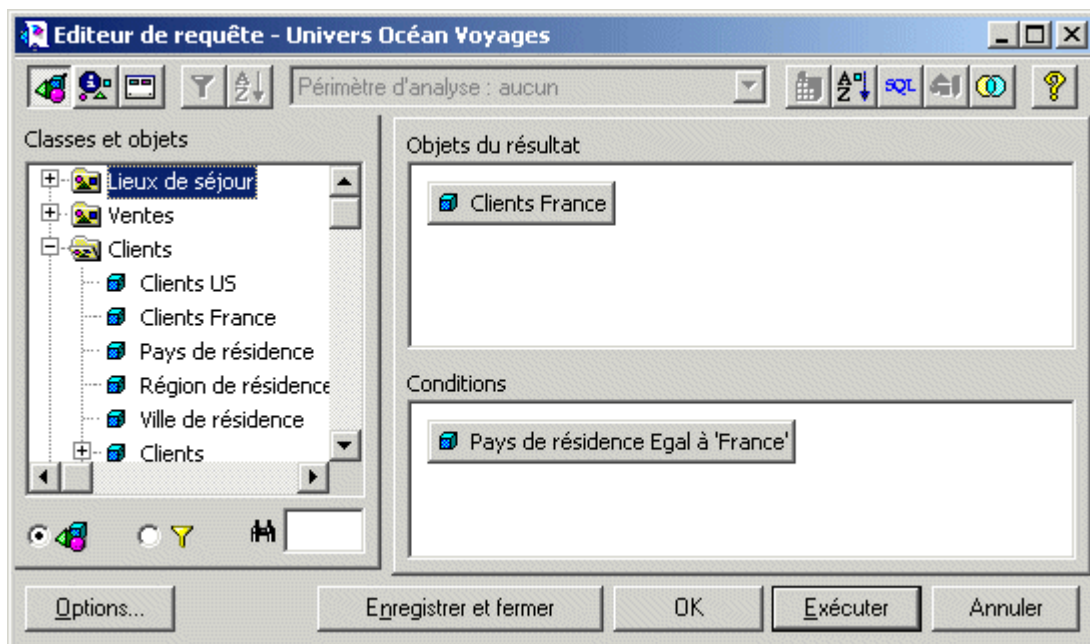 Editeur de requête - Univers Océan Voyages
Périmètre d'analyse : aucun
SQL
Classes et objets
Lieux de séjour
Ventes
Clients
Clients US
Clients France
Pays de résidence
Région de résidence
Ville de résidence
Clients
Objets du résultat
Clients France
Conditions
Pays de résidence Egal à 'France'
Options...
Enregistrer et fermer
OK
Exécuter
Annuler